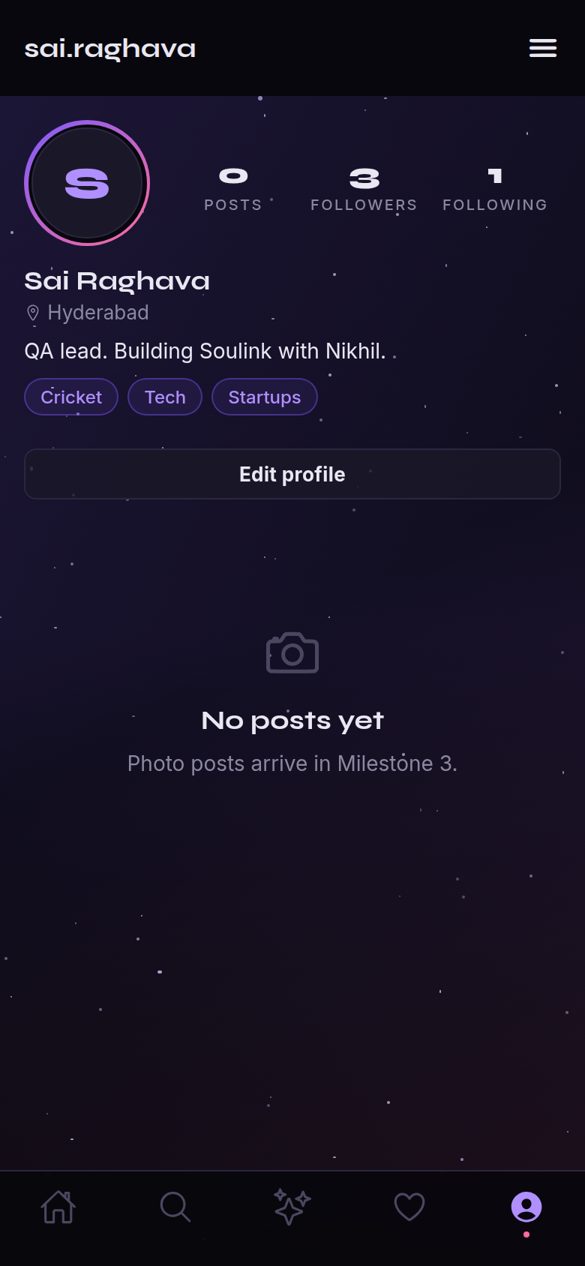 sai.raghava
S
0 3 1
POSTS FOLLOWERS FOLLOWING
Sai Raghava
Hyderabad
QA lead. Building Soulink with Nikhil.
Cricket Tech Startups
Edit profile
No posts yet
Photo posts arrive in Milestone 3.